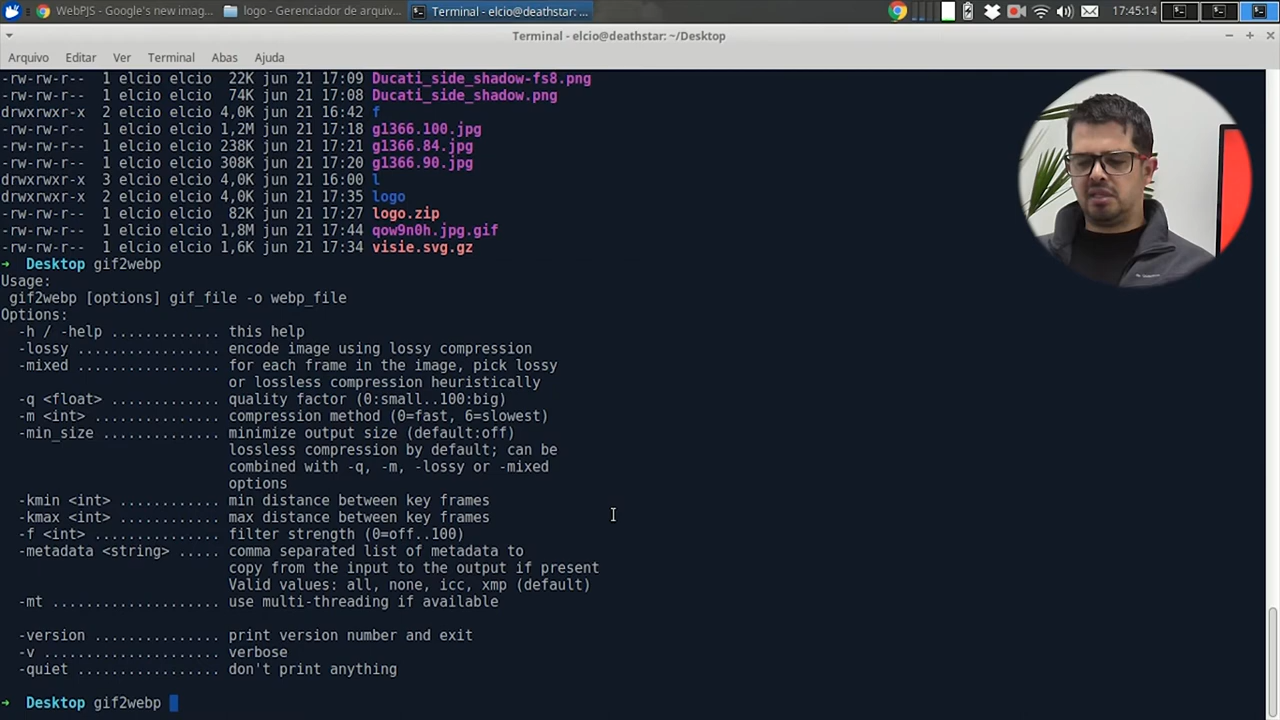 WebPJS - Google's new imag...
logo - Gerenciador de arquiv...
Terminal - elcio@deathstar: ...
17:45:14
Terminal - elcio@deathstar: ~/Desktop
Arquivo Editar Ver Terminal Abas Ajuda
-rw-rw-r-- 1 elcio elcio 22K jun 21 17:09 Ducati_side_shadow-fs8.png
-rw-rw-r-- 1 elcio elcio 74K jun 21 17:08 Ducati_side_shadow.png
drwxrwxr-x 2 elcio elcio 4,0K jun 21 16:42 f
-rw-rw-r-- 1 elcio elcio 1,2M jun 21 17:18 g1366.100.jpg
-rw-rw-r-- 1 elcio elcio 238K jun 21 17:21 g1366.84.jpg
-rw-rw-r-- 1 elcio elcio 308K jun 21 17:20 g1366.90.jpg
drwxrwxr-x 3 elcio elcio 4,0K jun 21 16:00 l
drwxrwxr-x 2 elcio elcio 4,0K jun 21 17:35 logo
-rw-rw-r-- 1 elcio elcio 82K jun 21 17:27 logo.zip
-rw-rw-r-- 1 elcio elcio 1,8M jun 21 17:44 qow9n0h.jpg.gif
-rw-rw-r-- 1 elcio elcio 1,6K jun 21 17:34 visie.svg.gz
➜ Desktop gif2webp
Usage:
gif2webp [options] gif_file -o webp_file
Options:
-h / -help ............. this help
-lossy ................. encode image using lossy compression
-mixed ................. for each frame in the image, pick lossy
or lossless compression heuristically
-q <float> ............. quality factor (0:small..100:big)
-m <int> ............... compression method (0=fast, 6=slowest)
-min_size .............. minimize output size (default:off)
lossless compression by default; can be
combined with -q, -m, -lossy or -mixed
options
-kmin <int> ............ min distance between key frames
-kmax <int> ............ max distance between key frames
-f <int> ............... filter strength (0=off..100)
-metadata <string> ..... comma separated list of metadata to
copy from the input to the output if present
Valid values: all, none, icc, xmp (default)
-mt .................... use multi-threading if available
-version ............... print version number and exit
-v ..................... verbose
-quiet ................. don't print anything
➜ Desktop gif2webp